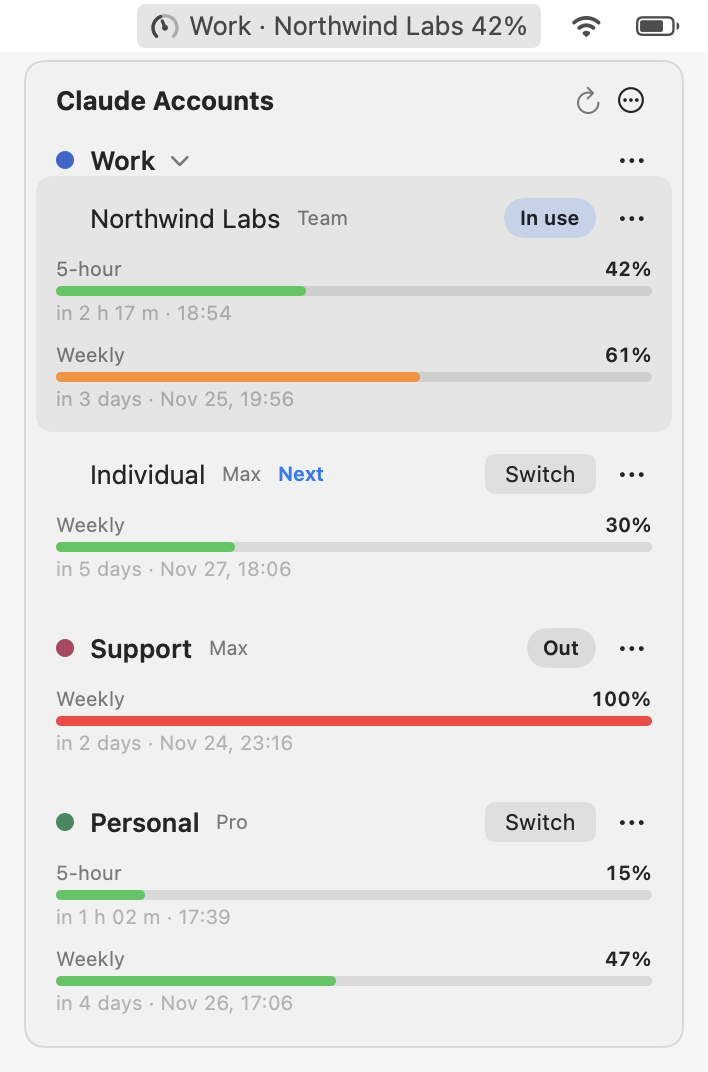 Work · Northwind Labs 42%
Claude Accounts
Work
Northwind Labs Team In use
5-hour 42%
in 2 h 17 m · 18:54
Weekly 61%
in 3 days · Nov 25, 19:56
Individual Max Next Switch
Weekly 30%
in 5 days · Nov 27, 18:06
Support Max Out
Weekly 100%
in 2 days · Nov 24, 23:16
Personal Pro Switch
5-hour 15%
in 1 h 02 m · 17:39
Weekly 47%
in 4 days · Nov 26, 17:06